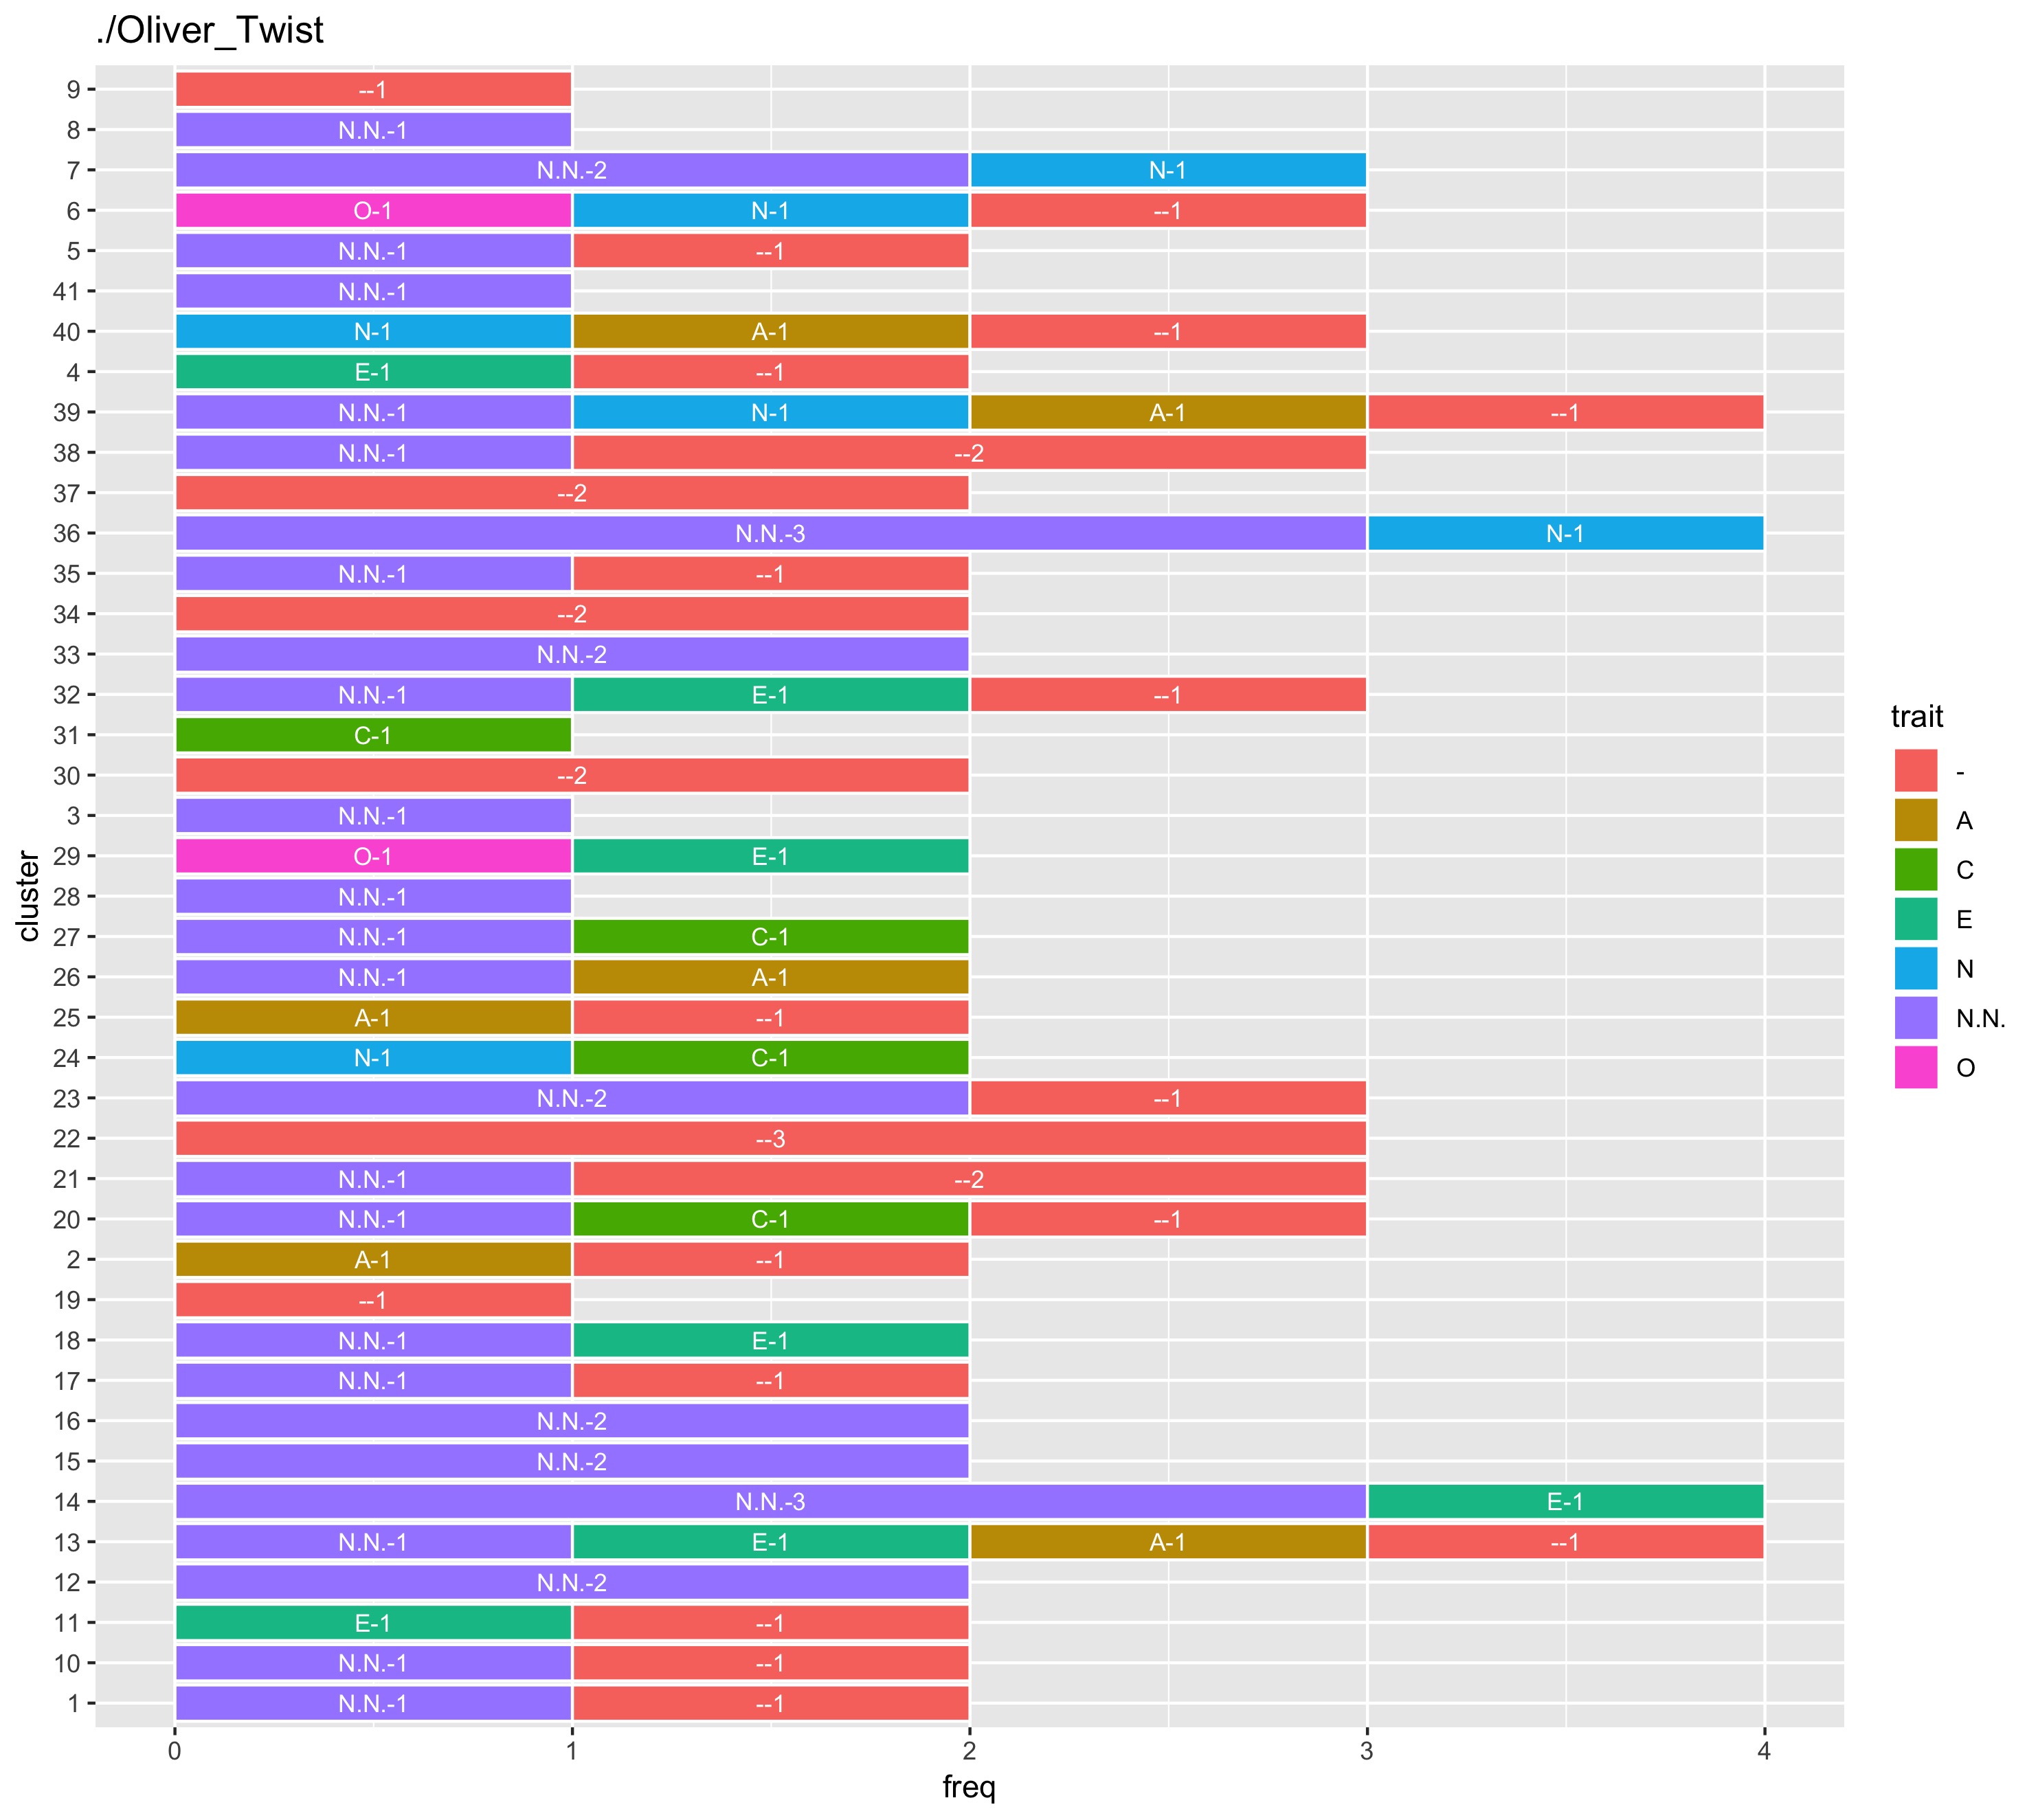 ./Oliver_Twist
9 --1
8 N.N.-1
7 N.N.-2 N-1
6 O-1 N-1 --1
5 N.N.-1 --1
41 N.N.-1
40 N-1 A-1 --1
4 E-1 --1
39 N.N.-1 N-1 A-1 --1
38 N.N.-1 --2
37 --2
36 N.N.-3 N-1
35 N.N.-1 --1
34 --2
33 N.N.-2
32 N.N.-1 E-1 --1
31 C-1
30 --2
3 N.N.-1
29 O-1 E-1
28 N.N.-1
27 N.N.-1 C-1
26 N.N.-1 A-1
25 A-1 --1
24 N-1 C-1
23 N.N.-2 --1
22 --3
21 N.N.-1 --2
20 N.N.-1 C-1 --1
2 A-1 --1
19 --1
18 N.N.-1 E-1
17 N.N.-1 --1
16 N.N.-2
15 N.N.-2
14 N.N.-3 E-1
13 N.N.-1 E-1 A-1 --1
12 N.N.-2
11 E-1 --1
10 N.N.-1 --1
1 N.N.-1 --1
0 1 2 3 4
freq
cluster
trait
-
A
C
E
N
N.N.
O